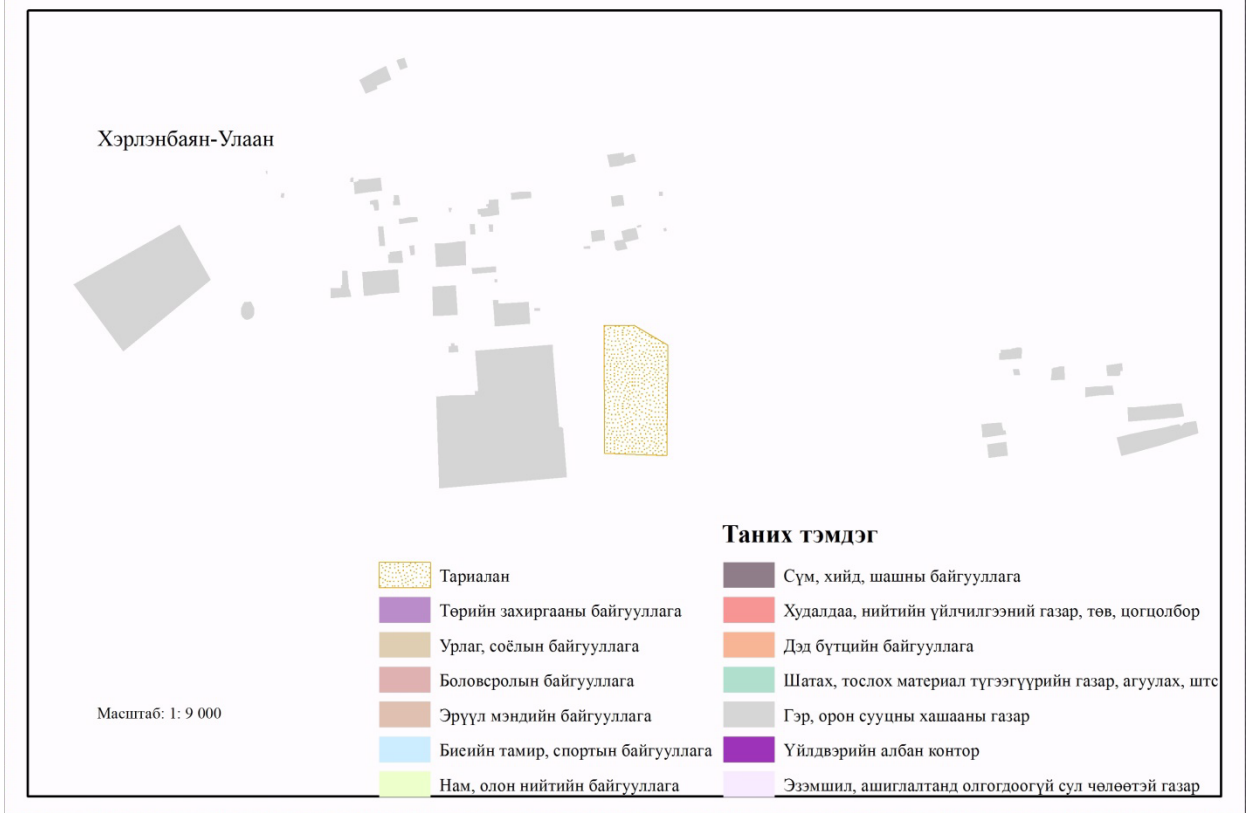 Хэрлэнбаян-Улаан
Таних тэмдэг
Тариалан
Төрийн захиргааны байгууллага
Урлаг, соёлын байгууллага
Боловсролын байгууллага
Эрүүл мэндийн байгууллага
Бисийн тамир, спортын байгууллага
Нам, олон нийтийн байгууллага
Сүм, хийд, шашны байгууллага
Худалдаа, нийтийн үйлчилгээний газар, төв, цогцолбор
Дэд бүтцийн байгууллага
Шатах, тослох материал түгээгүүрийн газар, агуулах, штс
Гэр, орон сууцны хашааны газар
Үйлдвэрийн албан контор
Эзэмшил, ашиглалтанд олгогдоогүй сул чөлөөтэй газар
Масштаб: 1: 9 000